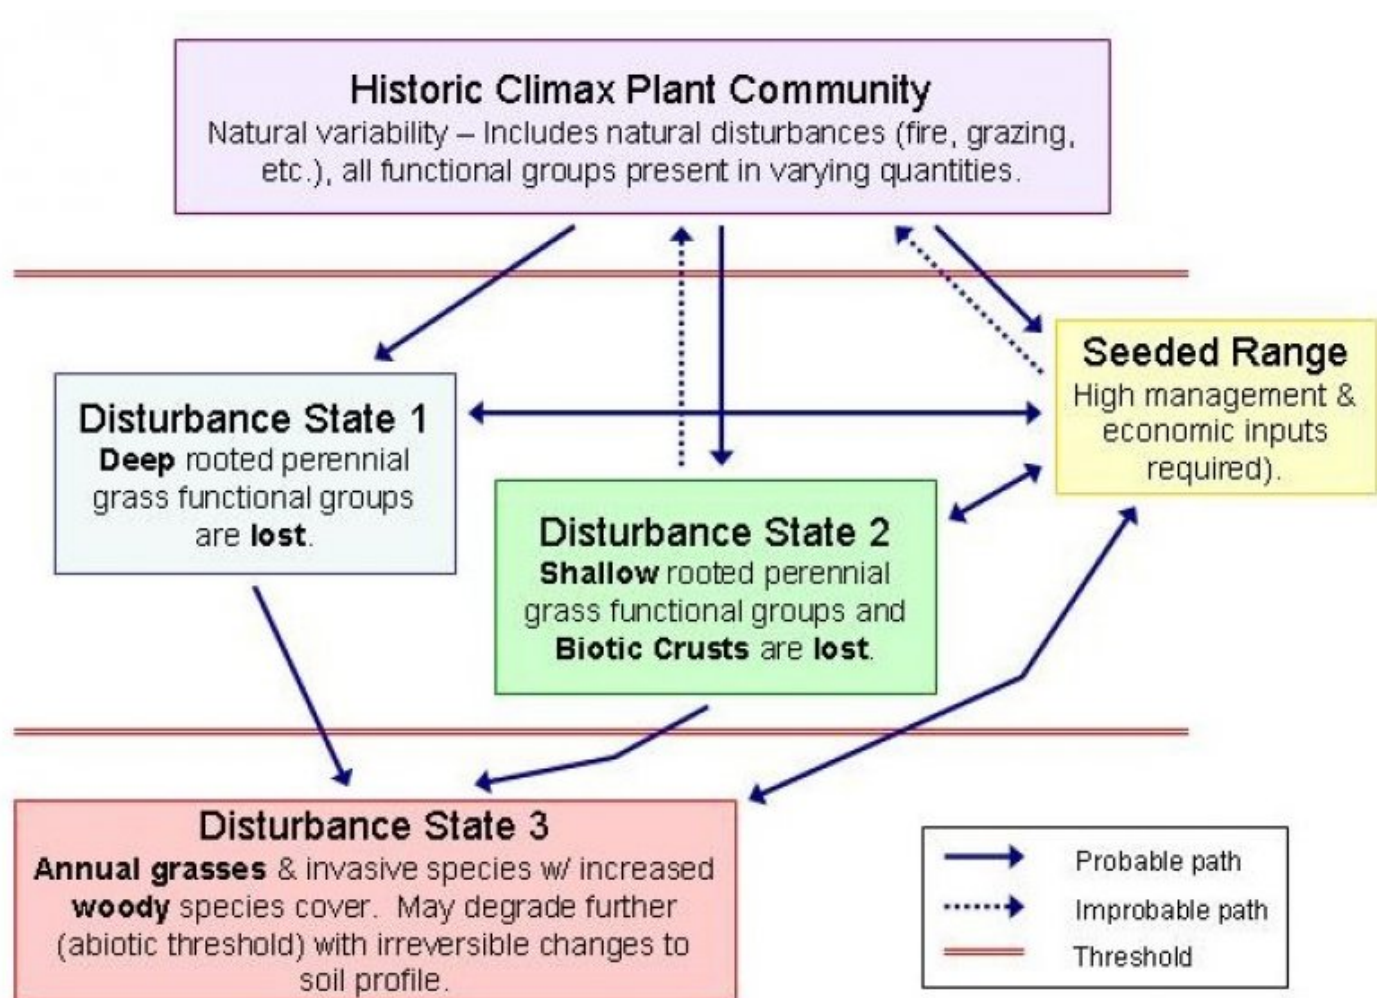 Historic Climax Plant Community
Natural variability – Includes natural disturbances (fire, grazing,
etc.), all functional groups present in varying quantities.
Seeded Range
High management &
economic inputs
required).
Disturbance State 1
Deep rooted perennial
grass functional groups
are lost.
Disturbance State 2
Shallow rooted perennial
grass functional groups and
Biotic Crusts are lost.
Disturbance State 3
Annual grasses & invasive species w/ increased
woody species cover. May degrade further
(abiotic threshold) with irreversible changes to
soil profile.
Probable path
Improbable path
Threshold